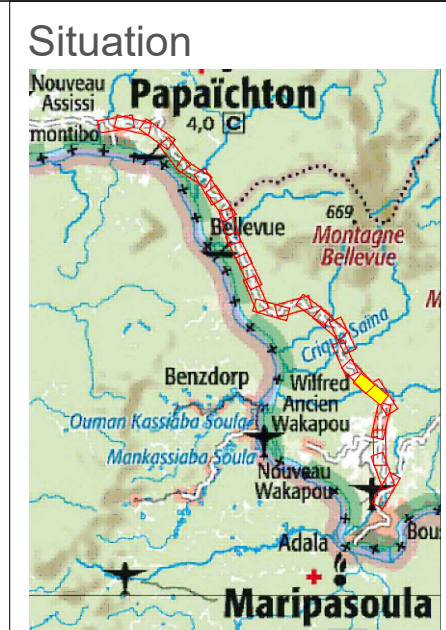 Situation
Nouveau
Assissi
Papaïchton
montibo
4,0 C
Bellevue
669
Montagne
Bellevue
M
Crique Saïna
Benzdorp
Wilfred
Ancien
Wakapou
Ouman Kassiaba Soula
Mankassiaba Soula
Nouveau
Wakapou
Adala
Bous
Maripasoula